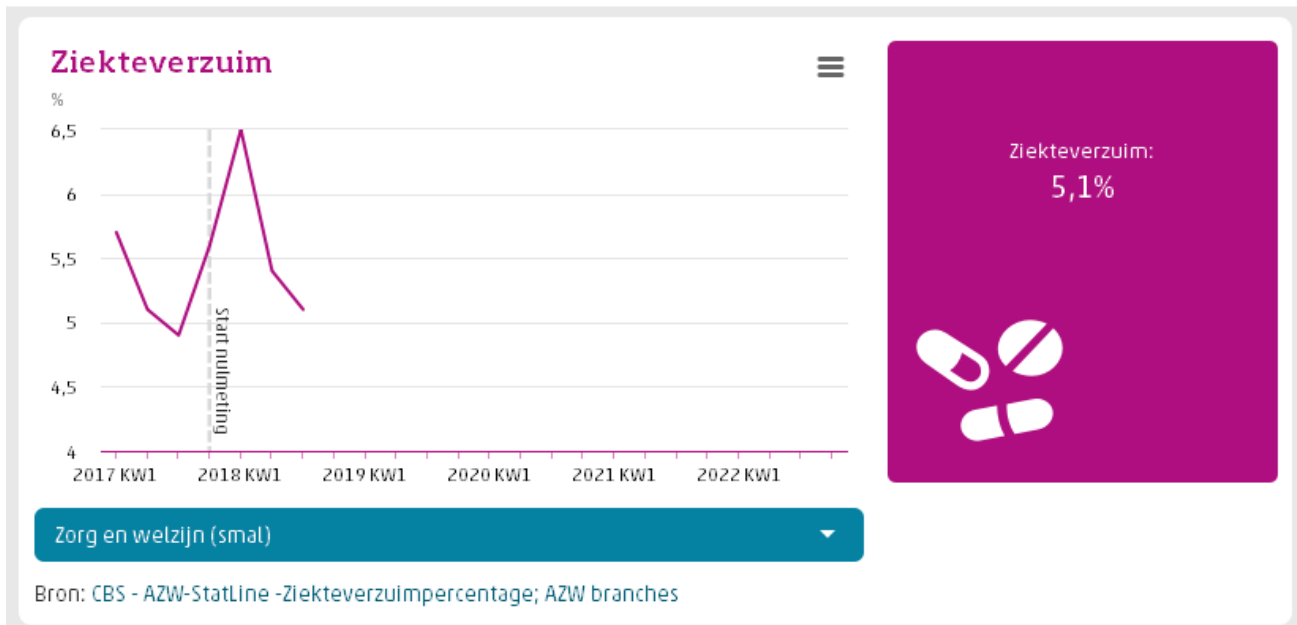 Ziekteverzuim
%
6,5
6
5,5
5
4,5
4
Start nulmeting
2017 KW1 2018 KW1 2019 KW1 2020 KW1 2021 KW1 2022 KW1
Ziekteverzuim:
5,1%
Zorg en welzijn (smal)
Bron: CBS - AZW-StatLine -Ziekteverzuimpercentage; AZW branches